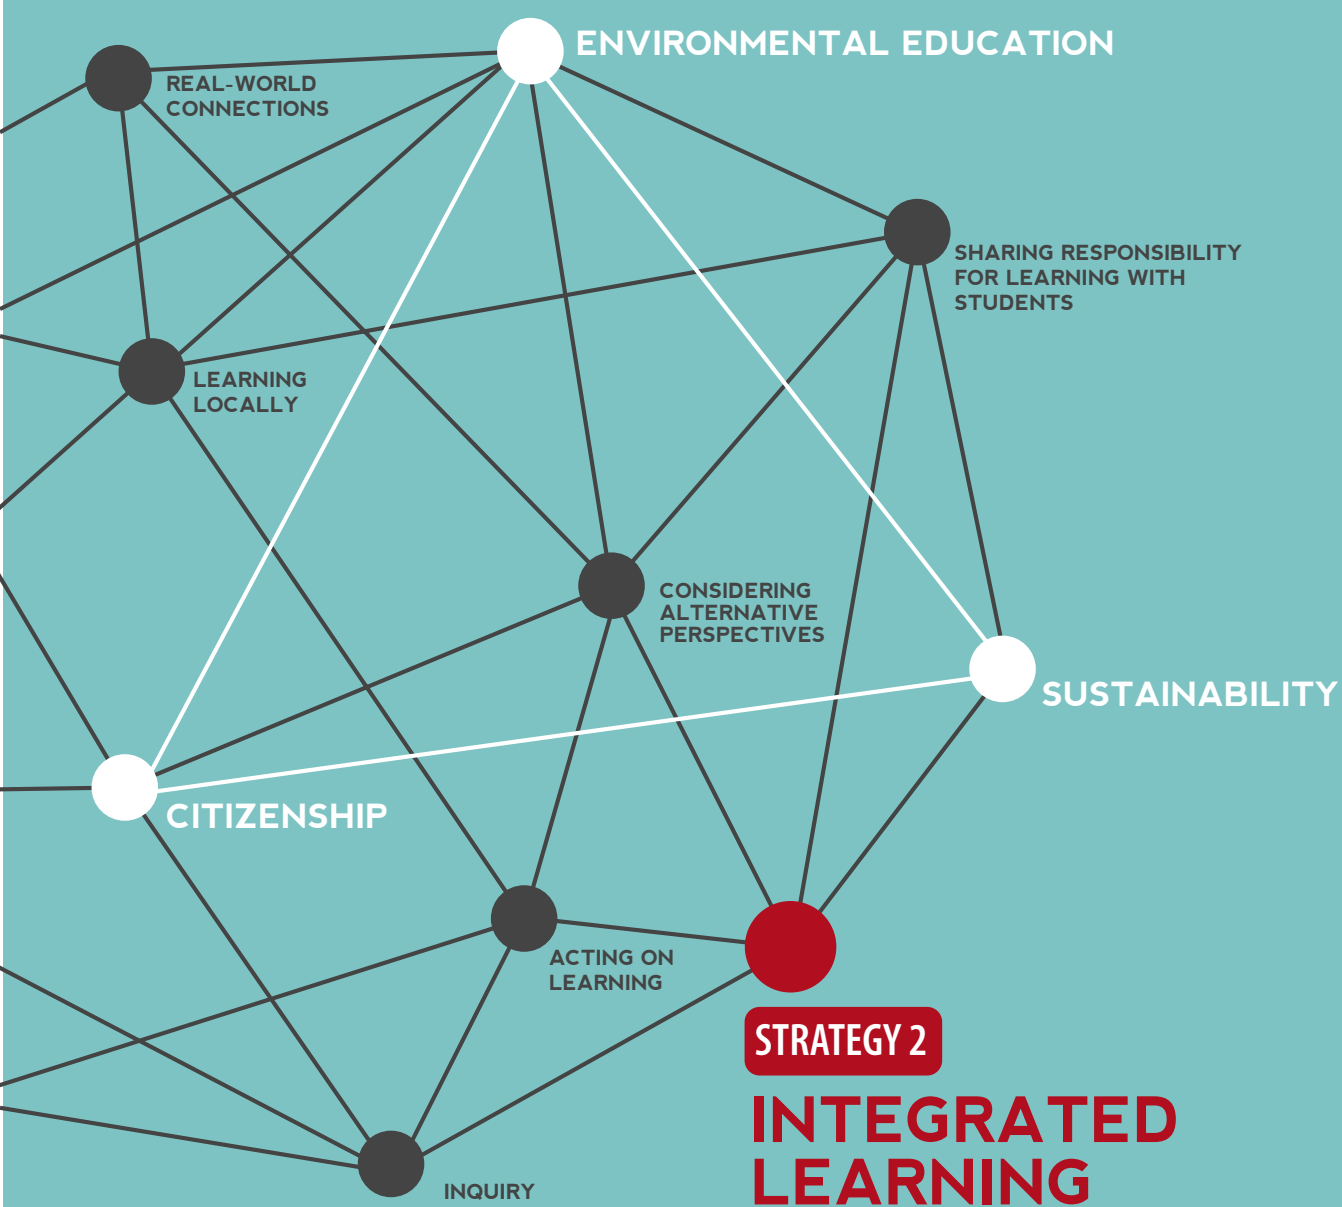 ENVIRONMENTAL EDUCATION
REAL-WORLD
CONNECTIONS
SHARING RESPONSIBILITY
FOR LEARNING WITH
STUDENTS
LEARNING
LOCALLY
CONSIDERING
ALTERNATIVE
PERSPECTIVES
SUSTAINABILITY
CITIZENSHIP
ACTING ON
LEARNING
STRATEGY 2
INTEGRATED
LEARNING
INQUIRY